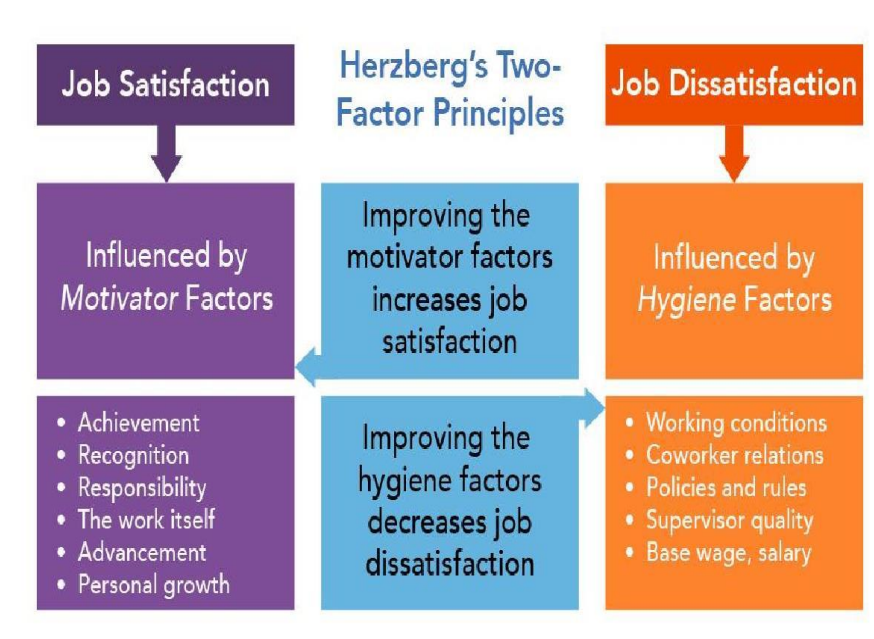 Job Satisfaction
Herzberg’s Two-
Factor Principles
Job Dissatisfaction
Influenced by
Motivator Factors
Improving the
motivator factors
increases job
satisfaction
Influenced by
Hygiene Factors
• Achievement
• Recognition
• Responsibility
• The work itself
• Advancement
• Personal growth
Improving the
hygiene factors
decreases job
dissatisfaction
• Working conditions
• Coworker relations
• Policies and rules
• Supervisor quality
• Base wage, salary